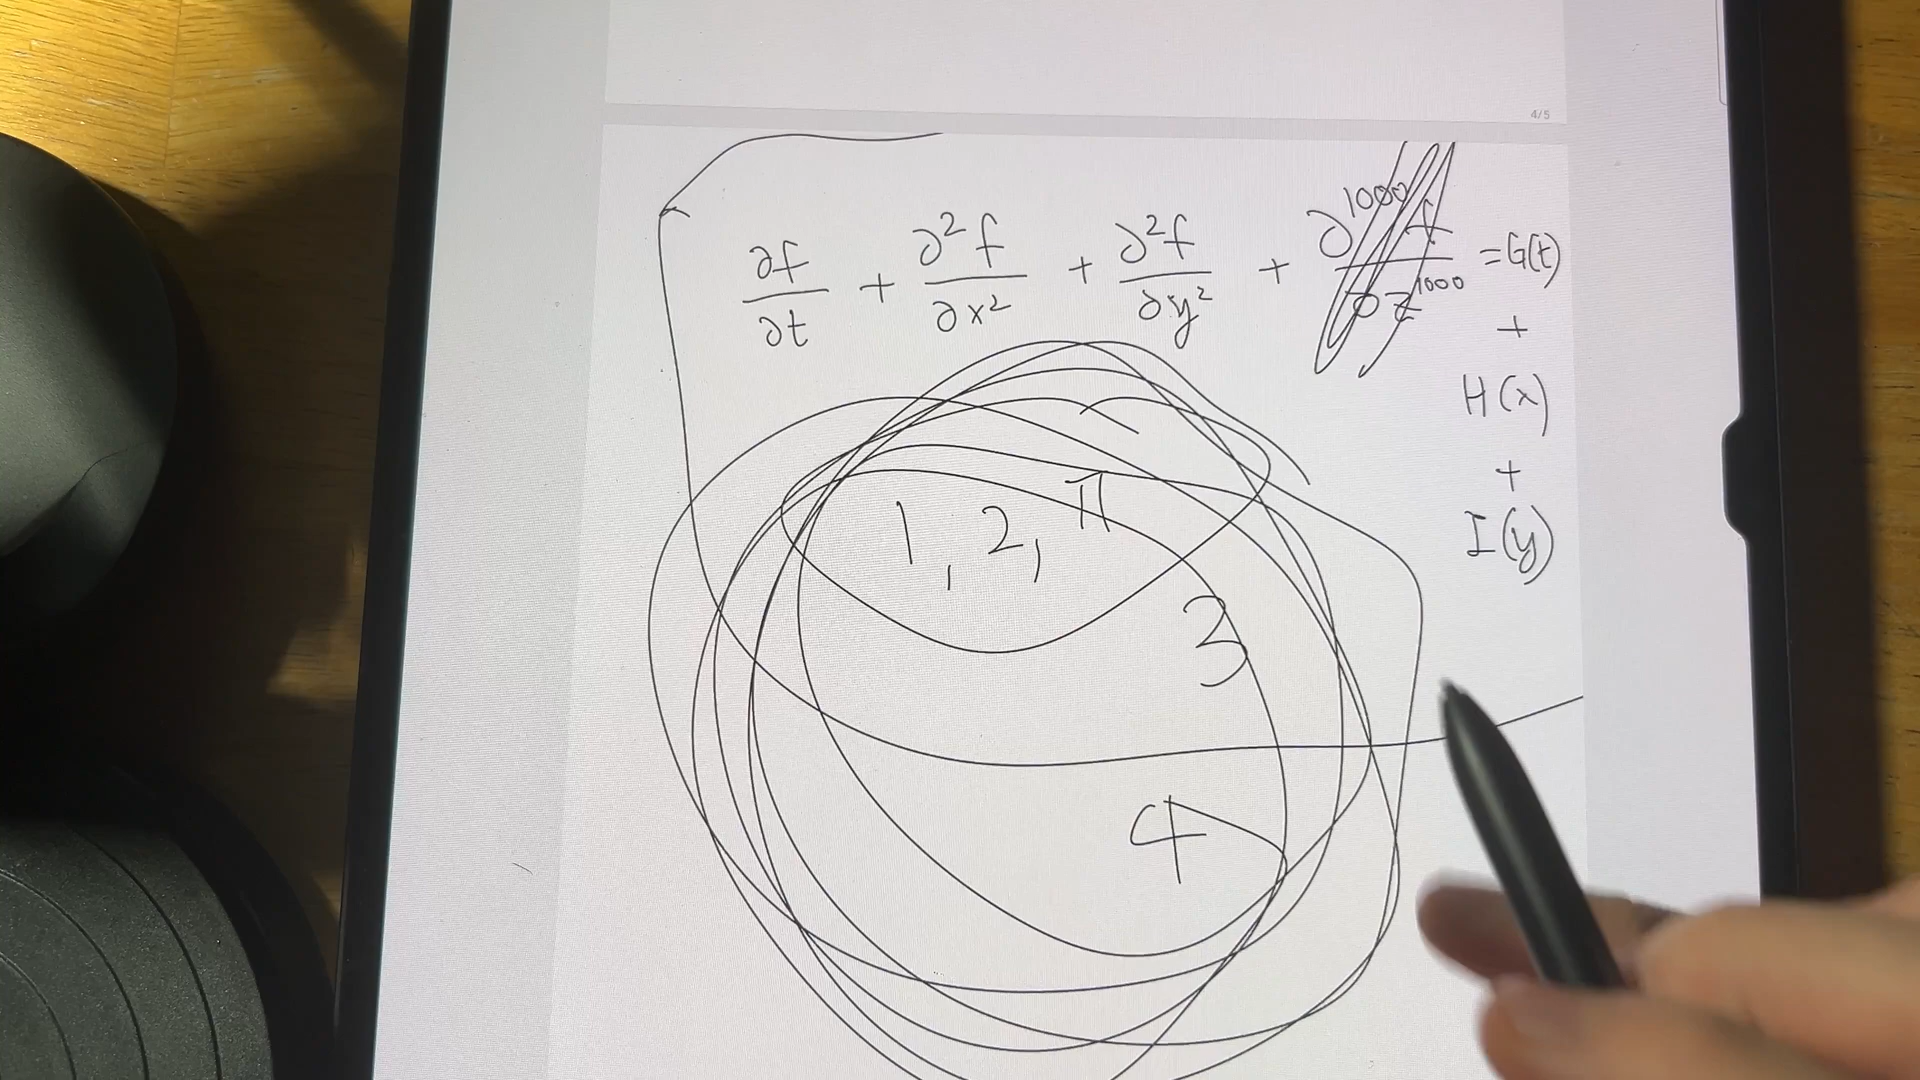 4/5
∂f/∂t + ∂²f/∂x² + ∂²f/∂y² + ∂¹⁰⁰⁰f/∂z¹⁰⁰⁰ = G(t)
+
H(x)
+
I(y)
1, 2, π
3
4